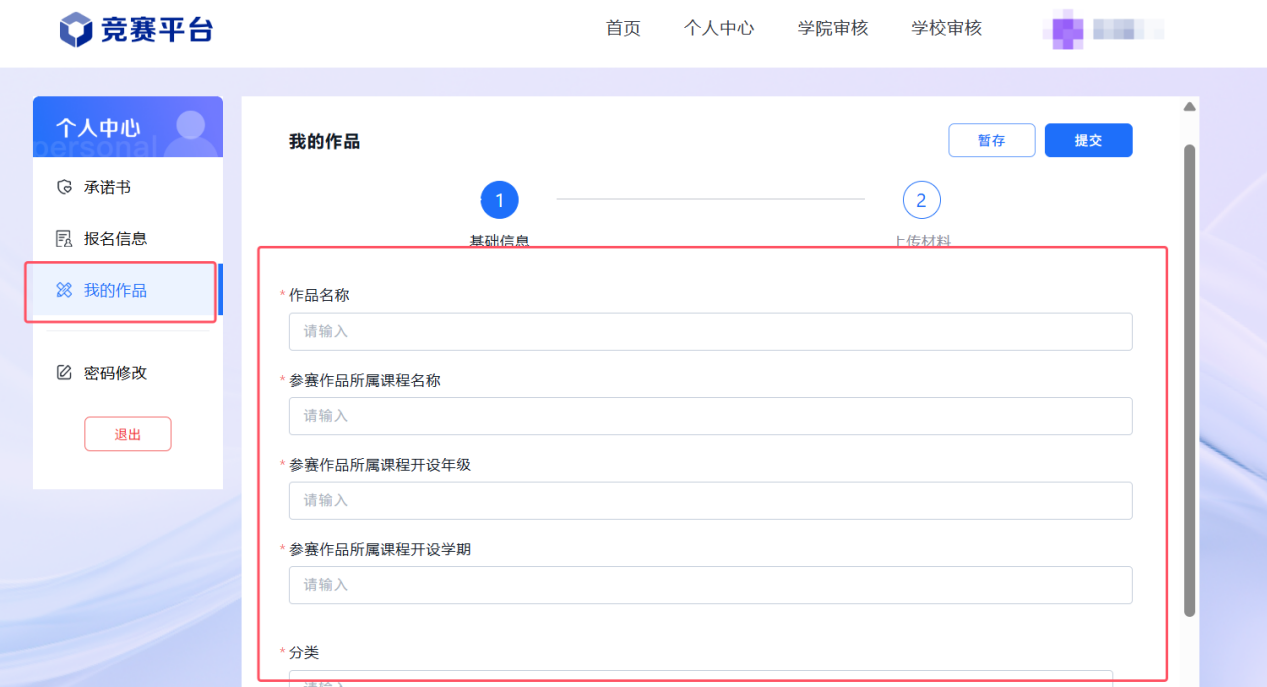 竞赛平台
首页 个人中心 学院审核 学校审核
个人中心
personal
承诺书
报名信息
我的作品
密码修改
退出
我的作品
暂存 提交
1 2
基础信息 上传材料
* 作品名称
请输入
* 参赛作品所属课程名称
请输入
* 参赛作品所属课程开设年级
请输入
* 参赛作品所属课程开设学期
请输入
* 分类
请输入